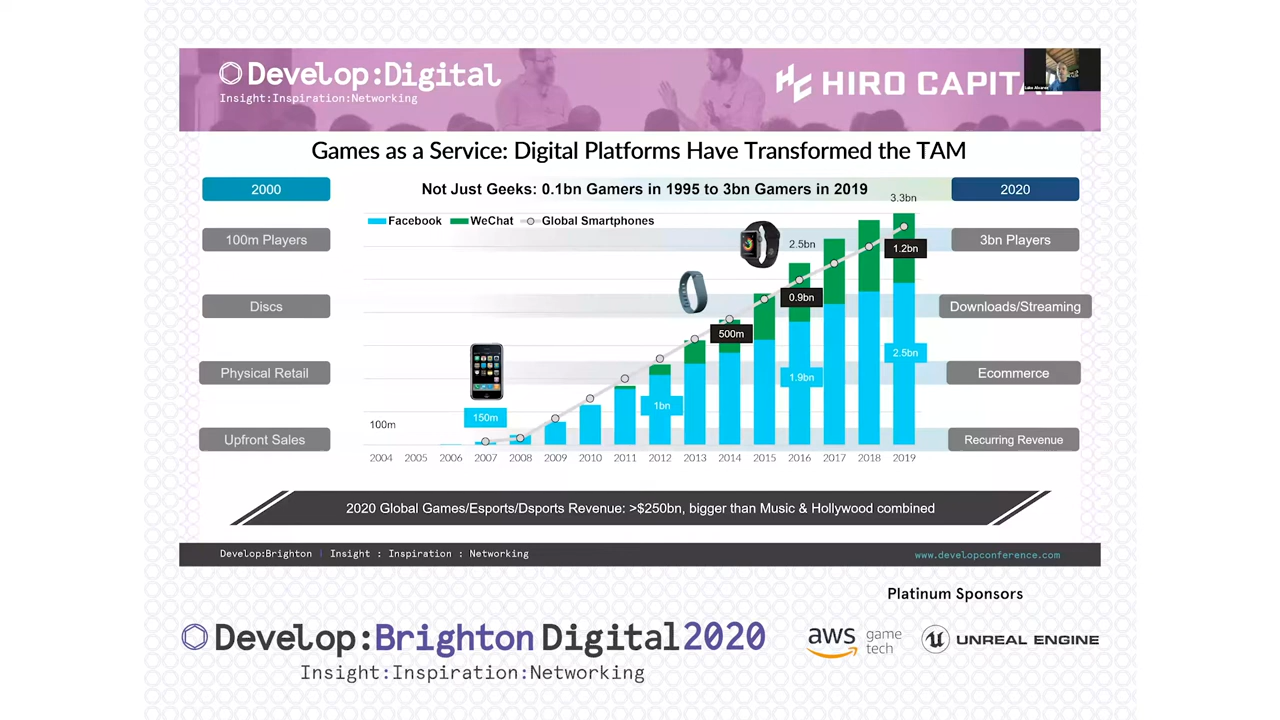 Develop:Digital
Insight:Inspiration:Networking
HIRO CAPITAL
Luke Alvarez
Games as a Service: Digital Platforms Have Transformed the TAM
2000
Not Just Geeks: 0.1bn Gamers in 1995 to 3bn Gamers in 2019
2020
3.3bn
Facebook
WeChat
Global Smartphones
100m Players
2.5bn
1.2bn
3bn Players
Discs
0.9bn
Downloads/Streaming
500m
2.5bn
Physical Retail
1.9bn
Ecommerce
150m
1bn
100m
Upfront Sales
Recurring Revenue
2004 2005 2006 2007 2008 2009 2010 2011 2012 2013 2014 2015 2016 2017 2018 2019
2020 Global Games/Esports/Dsports Revenue: >$250bn, bigger than Music & Hollywood combined
Develop:Brighton | Insight : Inspiration : Networking
www.developconference.com
Platinum Sponsors
Develop:Brighton Digital 2020
Insight:Inspiration:Networking
aws game tech
UNREAL ENGINE